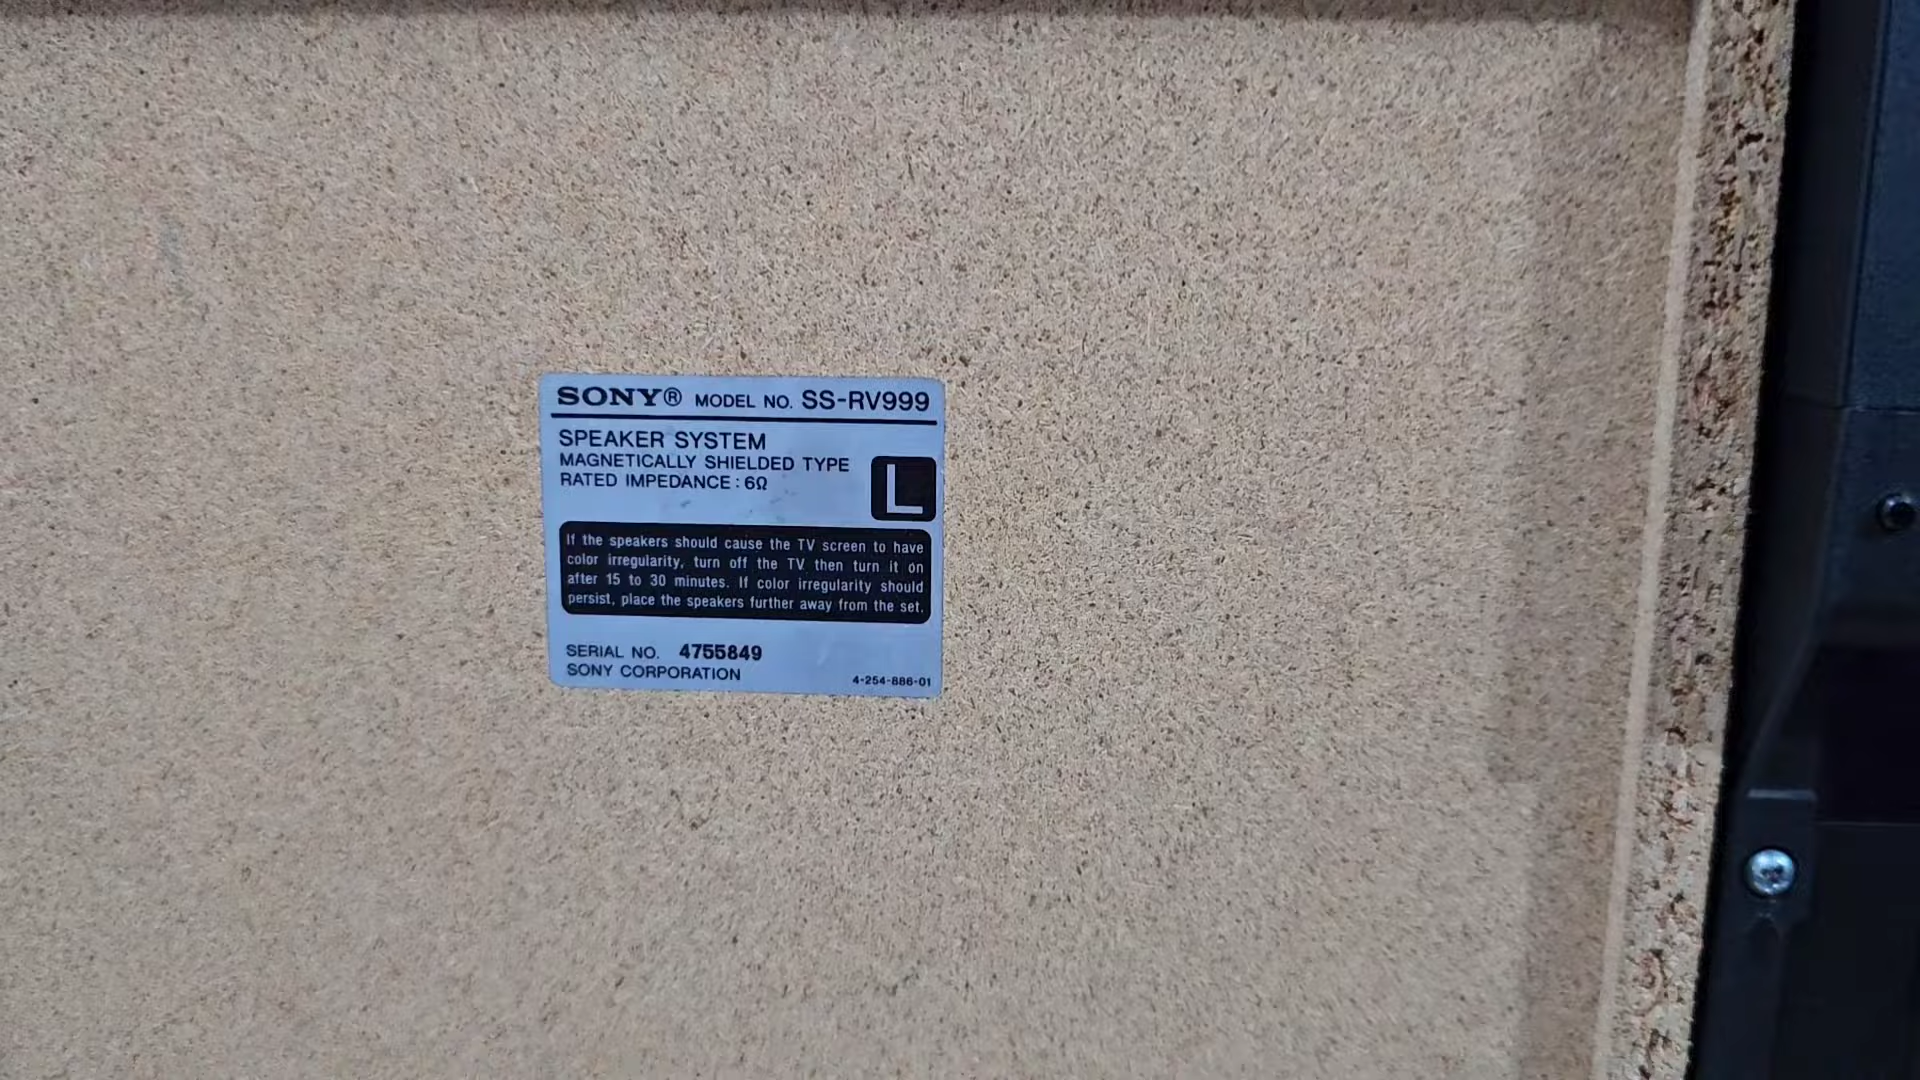 SONY® MODEL NO. SS-RV999
SPEAKER SYSTEM
MAGNETICALLY SHIELDED TYPE
RATED IMPEDANCE : 6Ω
L
If the speakers should cause the TV screen to have
color irregularity, turn off the TV then turn it on
after 15 to 30 minutes. If color irregularity should
persist, place the speakers further away from the set.
SERIAL NO. 4755849
SONY CORPORATION
4-254-886-01